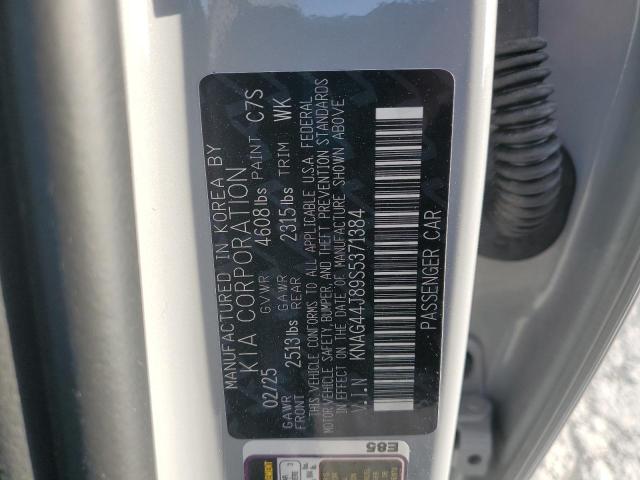 MANUFACTURED IN KOREA BY
KIA CORPORATION
02/25 GVWR 4608lbs PAINT C7S
GAWR FRONT 2513lbs GAWR REAR 2315lbs TRIM WK
THIS VEHICLE CONFORMS TO ALL APPLICABLE U.S.A. FEDERAL
MOTOR VEHICLE SAFETY, BUMPER, AND THEFT PREVENTION STANDARDS
IN EFFECT ON THE DATE OF MANUFACTURE SHOWN ABOVE.
V.I.N KNAG44J89S5371384
PASSENGER CAR
E85